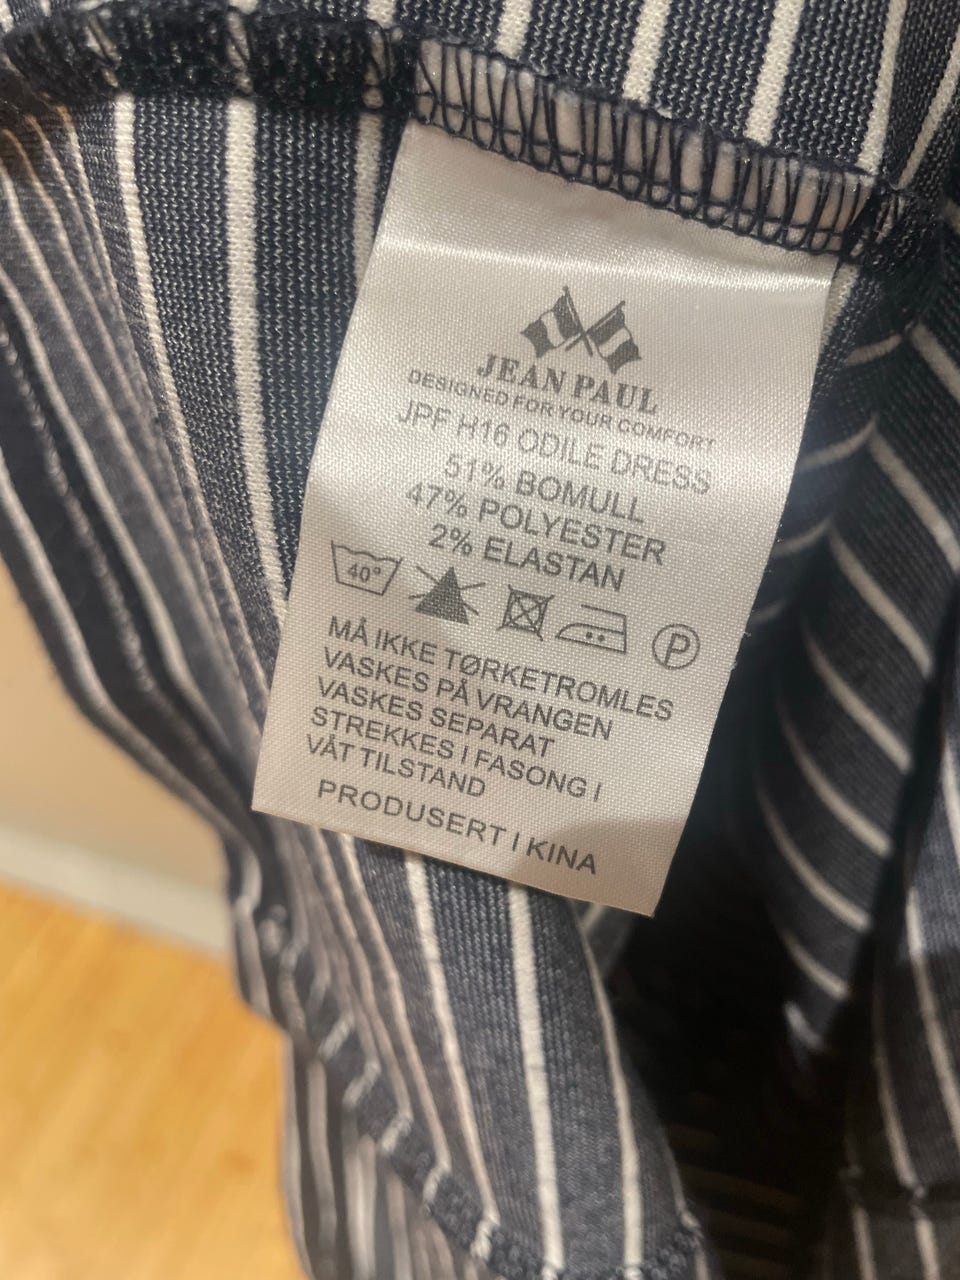 JEAN PAUL
DESIGNED FOR YOUR COMFORT
JPF H16 ODILE DRESS
51% BOMULL
47% POLYESTER
2% ELASTAN
40° P
MÅ IKKE TØRKETROMLES
VASKES PÅ VRANGEN
VASKES SEPARAT
STREKKES I FASONG I
VÅT TILSTAND
PRODUSERT I KINA